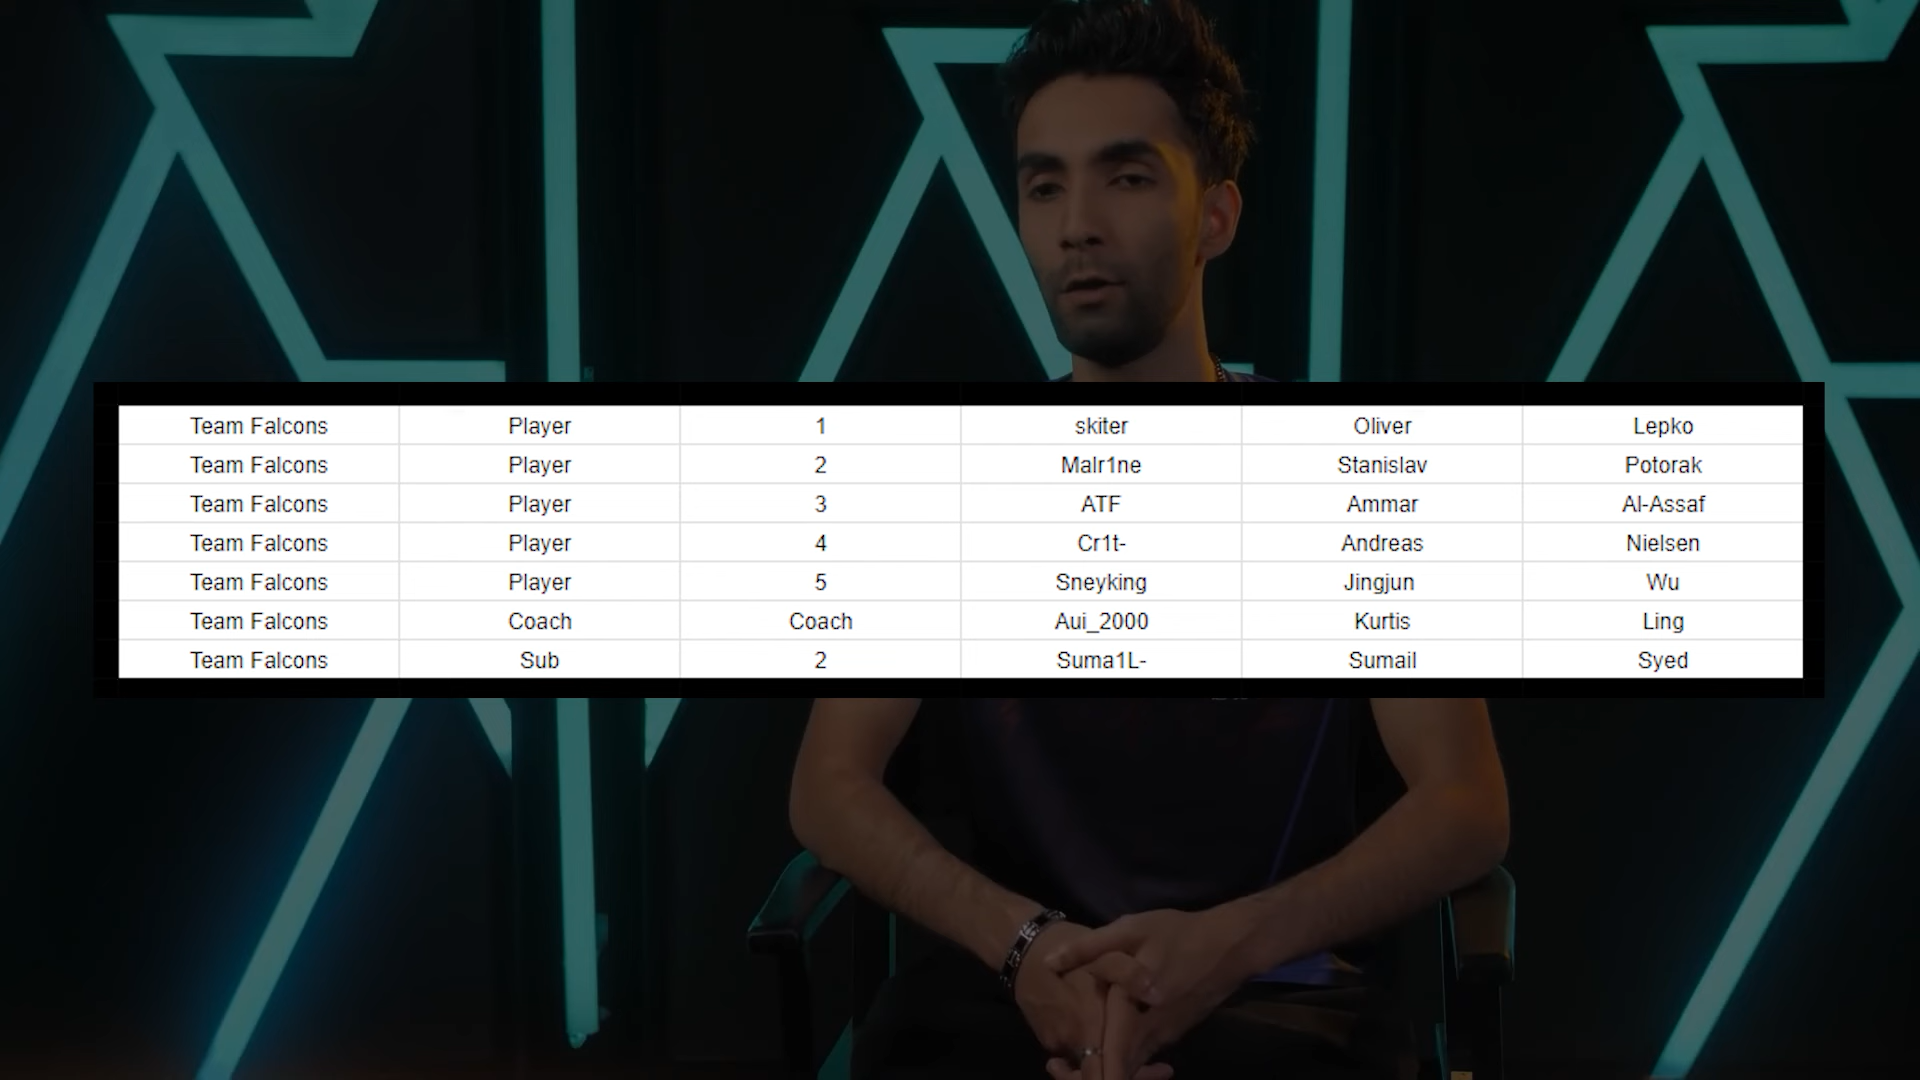 Team Falcons Player 1 skiter Oliver Lepko
Team Falcons Player 2 Malr1ne Stanislav Potorak
Team Falcons Player 3 ATF Ammar Al-Assaf
Team Falcons Player 4 Cr1t- Andreas Nielsen
Team Falcons Player 5 Sneyking Jingjun Wu
Team Falcons Coach Coach Aui_2000 Kurtis Ling
Team Falcons Sub 2 Suma1L- Sumail Syed